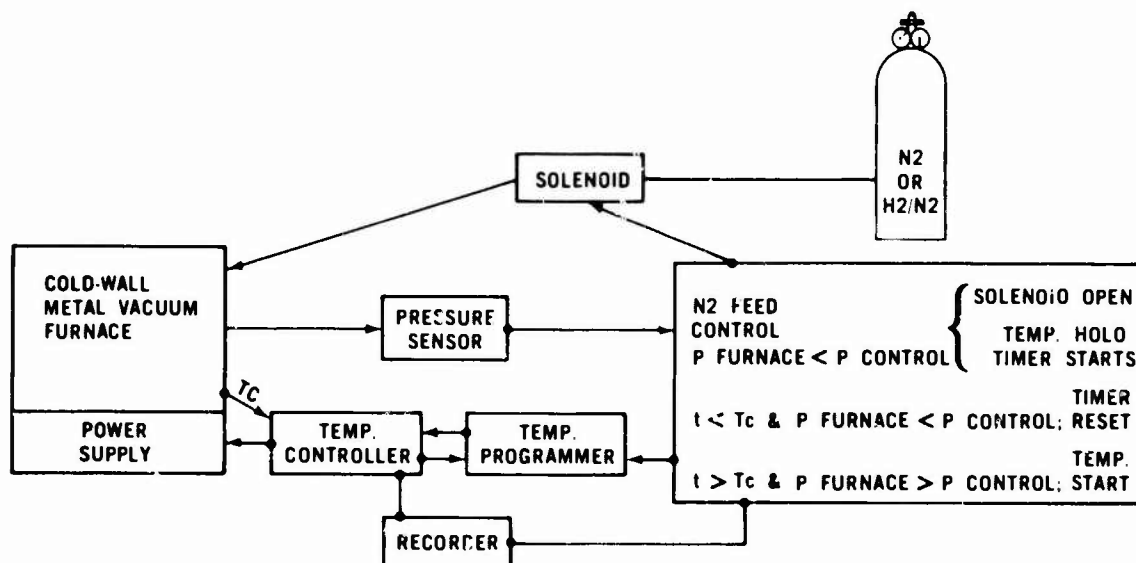 N2
OR
H2/N2
SOLENOID
COLD-WALL
METAL VACUUM
FURNACE
PRESSURE
SENSOR
N2 FEED
CONTROL
P FURNACE < P CONTROL
SOLENOiD OPEN
TEMP. HOLO
TIMER STARTS
TC
POWER
SUPPLY
TEMP.
CONTROLLER
TEMP.
PROGRAMMER
TIMER
t < Tc & P FURNACE < P CONTROL; RESET
TEMP.
t > Tc & P FURNACE > P CONTROL; START
RECORDER